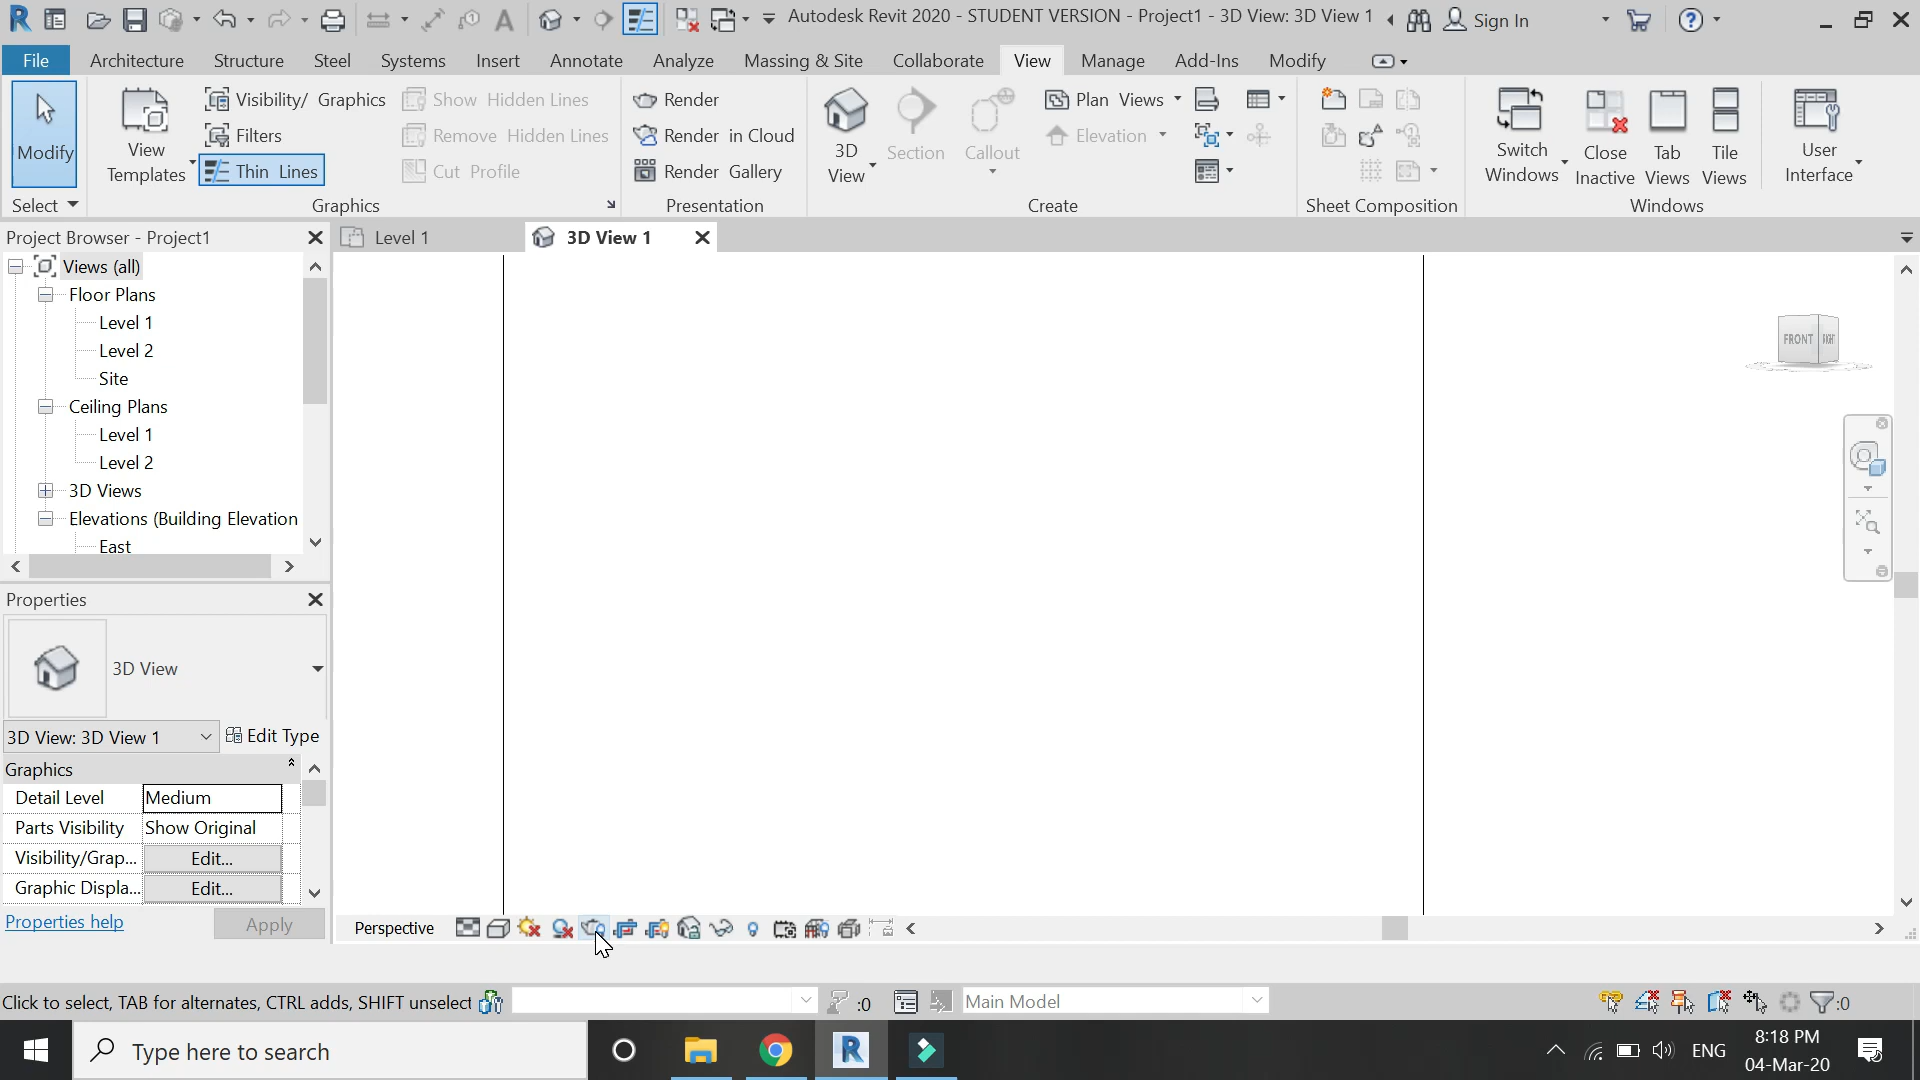 Autodesk Revit 2020 - STUDENT VERSION - Project1 - 3D View: 3D View 1
Sign In
File Architecture Structure Steel Systems Insert Annotate Analyze Massing & Site Collaborate View Manage Add-Ins Modify
Modify
Select
View Templates
Visibility/ Graphics
Filters
Thin Lines
Show Hidden Lines
Remove Hidden Lines
Cut Profile
Graphics
Render
Render in Cloud
Render Gallery
Presentation
3D View
Section
Callout
Plan Views
Elevation
Create
Sheet Composition
Switch Windows
Close Inactive
Tab Views
Tile Views
User Interface
Windows
Project Browser - Project1
Views (all)
Floor Plans
Level 1
Level 2
Site
Ceiling Plans
Level 1
Level 2
3D Views
Elevations (Building Elevation
East
Level 1
3D View 1
FRONT RIGHT
Properties
3D View
3D View: 3D View 1
Edit Type
Graphics
Detail Level Medium
Parts Visibility Show Original
Visibility/Grap... Edit...
Graphic Displa... Edit...
Properties help
Apply
Perspective
Click to select, TAB for alternates, CTRL adds, SHIFT unselect
:0
Main Model
:0
Type here to search
ENG
8:18 PM
04-Mar-20